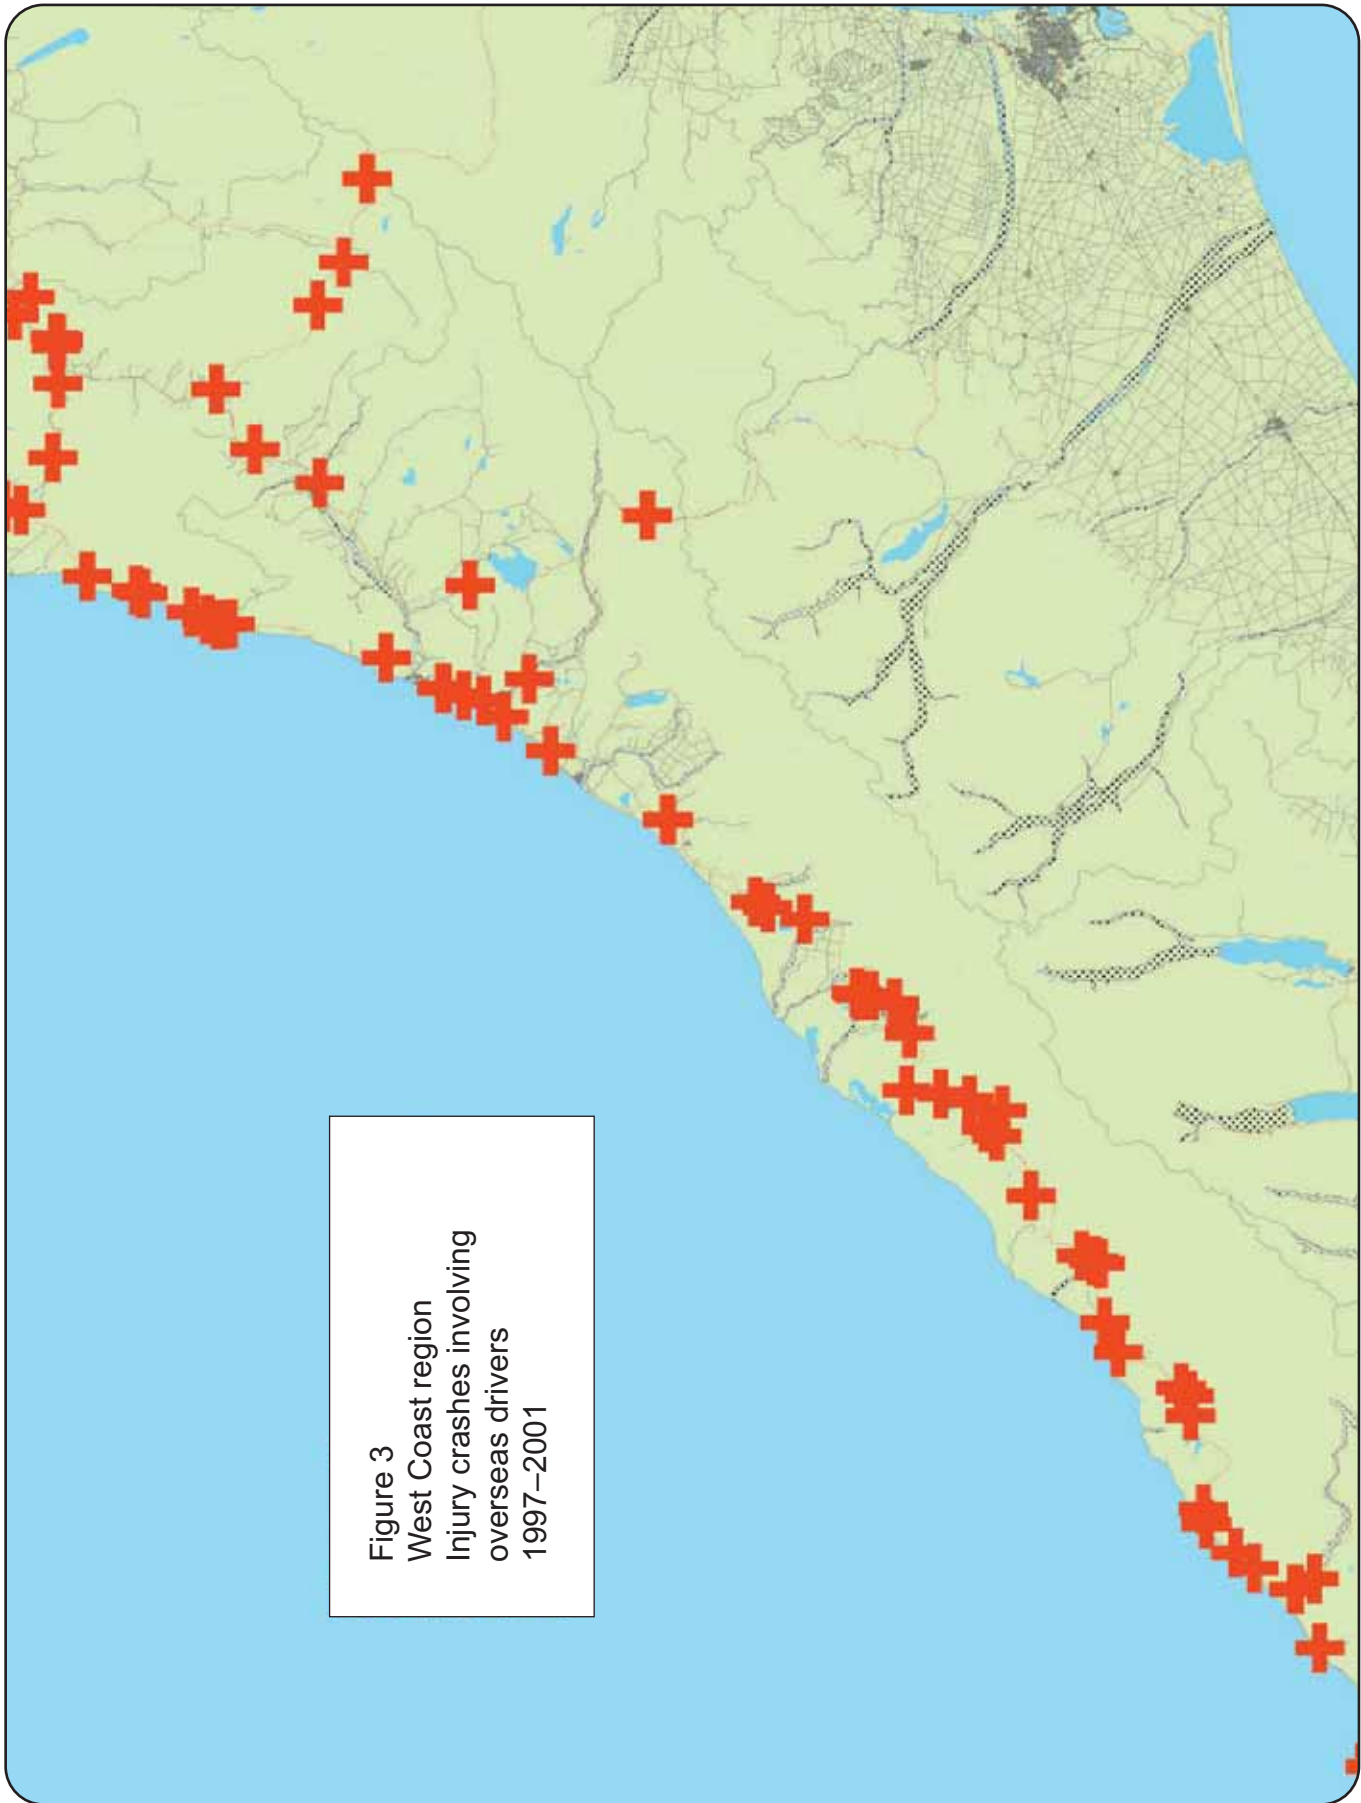 Figure 3
West Coast region
Injury crashes involving
overseas drivers
1997–2001